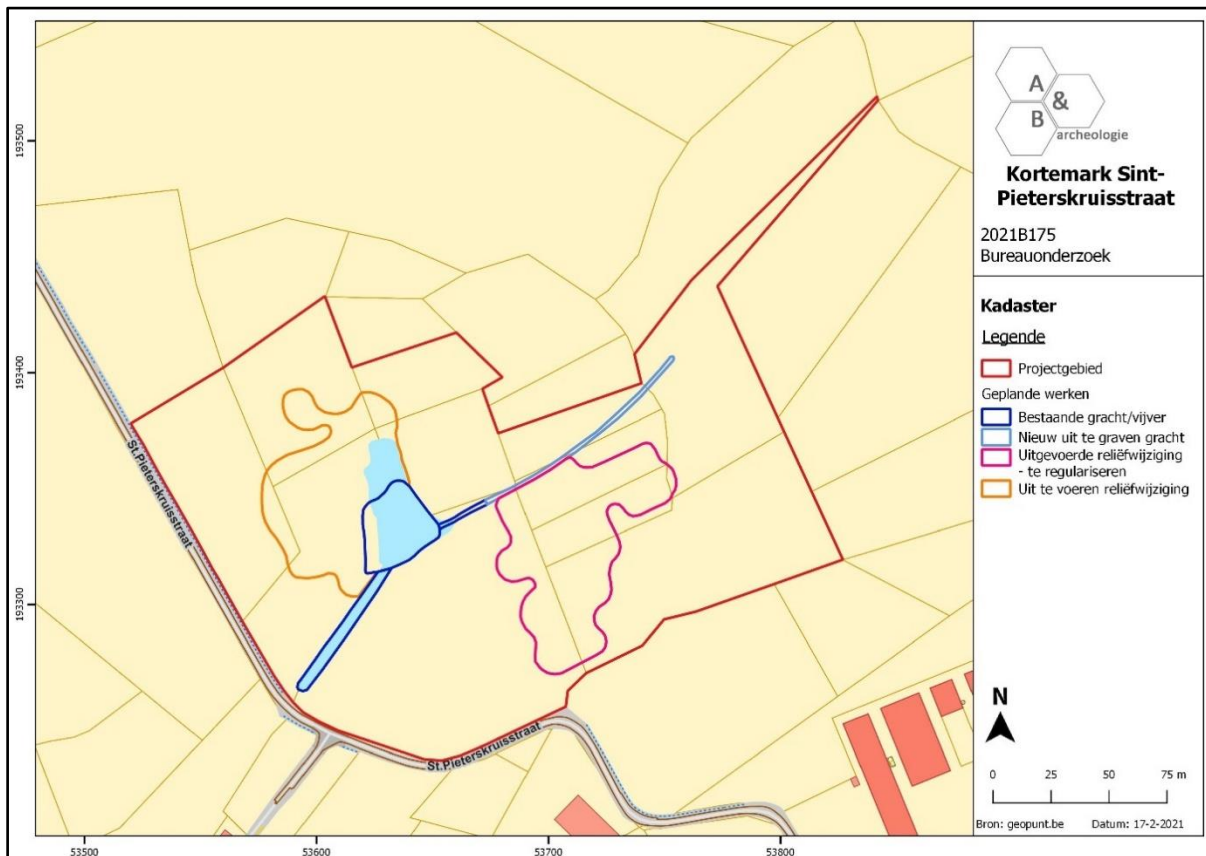 193500
193400
193300
53500
53600
53700
53800
St.Pieterskruisstraat
St.Pieterskruisstraat
A
&
B
archeologie
Kortemark Sint-
Pieterskruisstraat
2021B175
Bureauonderzoek
Kadaster
Legende
Projectgebied
Geplande werken
Bestaande gracht/vijver
Nieuw uit te graven gracht
Uitgevoerde reliëfwijziging
- te regulariseren
Uit te voeren reliëfwijziging
N
0 25 50 75 m
Bron: geopunt.be Datum: 17-2-2021